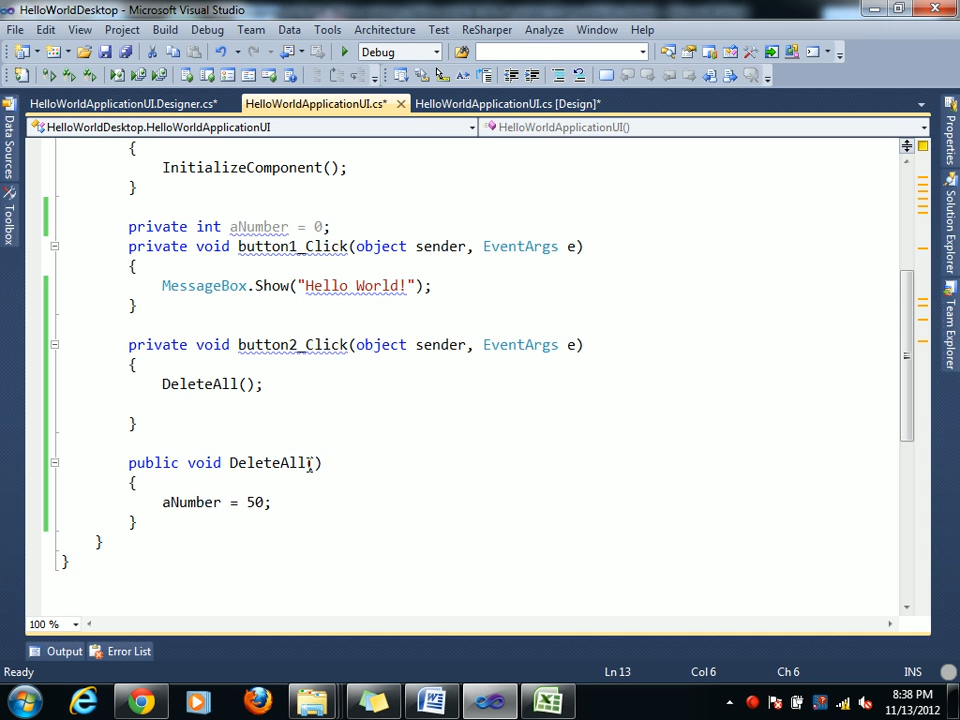 HelloWorldDesktop - Microsoft Visual Studio
File Edit View Project Build Debug Team Data Tools Architecture Test ReSharper Analyze Window Help
Debug
HelloWorldApplicationUI.Designer.cs* HelloWorldApplicationUI.cs* HelloWorldApplicationUI.cs [Design]*
HelloWorldDesktop.HelloWorldApplicationUI HelloWorldApplicationUI()
{
InitializeComponent();
}
private int aNumber = 0;
private void button1_Click(object sender, EventArgs e)
{
MessageBox.Show("Hello World!");
}
private void button2_Click(object sender, EventArgs e)
{
DeleteAll();
}
public void DeleteAll()
{
aNumber = 50;
}
}
}
100 %
Data Sources
Toolbox
Properties
Solution Explorer
Team Explorer
Output Error List
Ready Ln 13 Col 6 Ch 6 INS
8:38 PM
11/13/2012